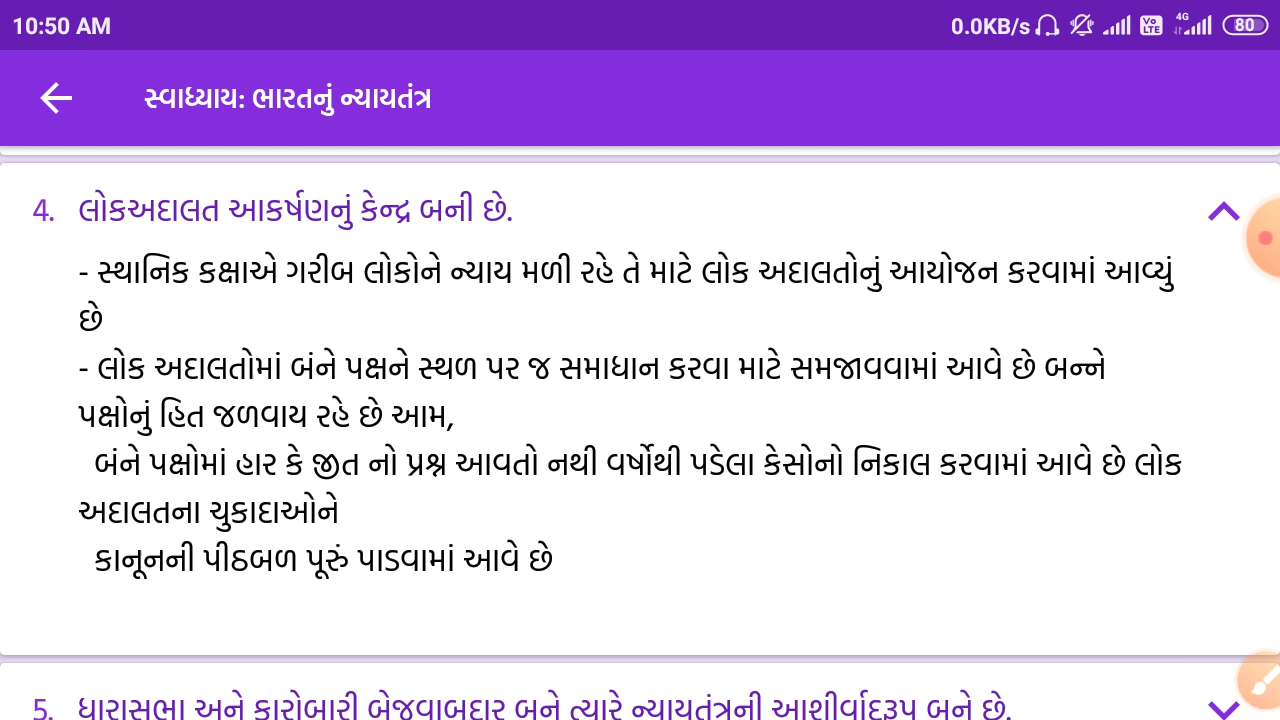 10:50 AM 0.0KB/s Vo LTE 4G 80
સ્વાધ્યાય: ભારતનું ન્યાયતંત્ર
4. લોકઅદાલત આકર્ષણનું કેન્દ્ર બની છે.
- સ્થાનિક કક્ષાએ ગરીબ લોકોને ન્યાય મળી રહે તે માટે લોક અદાલતોનું આયોજન કરવામાં આવ્યું
છે
- લોક અદાલતોમાં બંને પક્ષને સ્થળ પર જ સમાધાન કરવા માટે સમજાવવામાં આવે છે બન્ને
પક્ષોનું હિત જળવાય રહે છે આમ,
બંને પક્ષોમાં હાર કે જીત નો પ્રશ્ન આવતો નથી વર્ષોથી પડેલા કેસોનો નિકાલ કરવામાં આવે છે લોક
અદાલતના ચુકાદાઓને
કાનૂનની પીઠબળ પૂરું પાડવામાં આવે છે
5. ધારાસભા અને કારોબારી બેજવાબદાર બને ત્યારે ન્યાયતંત્રની આશીર્વાદરૂપ બને છે.